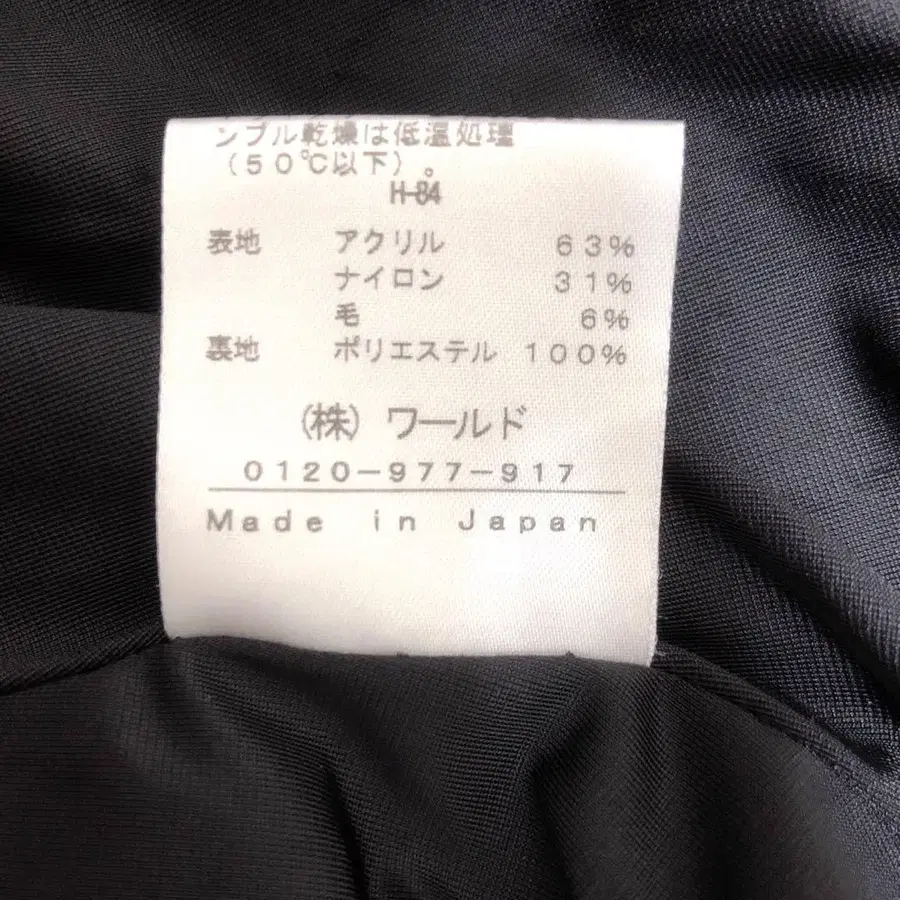 ンブル乾燥は低温処理
（５０℃以下）。
H-84
表地 アクリル ６３％
ナイロン ３１％
毛 ６％
裏地 ポリエステル １００％
（株）ワールド
０１２０－９７７－９１７
Ｍａｄｅ ｉｎ Ｊａｐａｎ